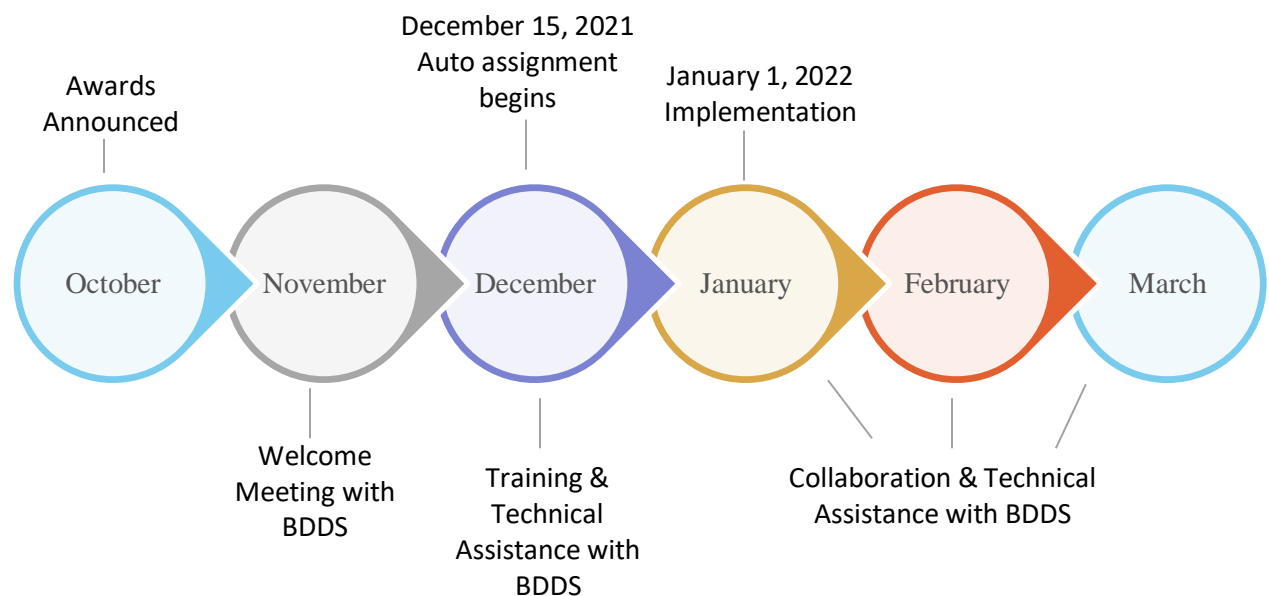 December 15, 2021
Auto assignment
begins
January 1, 2022
Implementation
Awards
Announced
October
November
December
January
February
March
Welcome
Meeting with
BDDS
Training &
Technical
Assistance with
BDDS
Collaboration & Technical
Assistance with BDDS